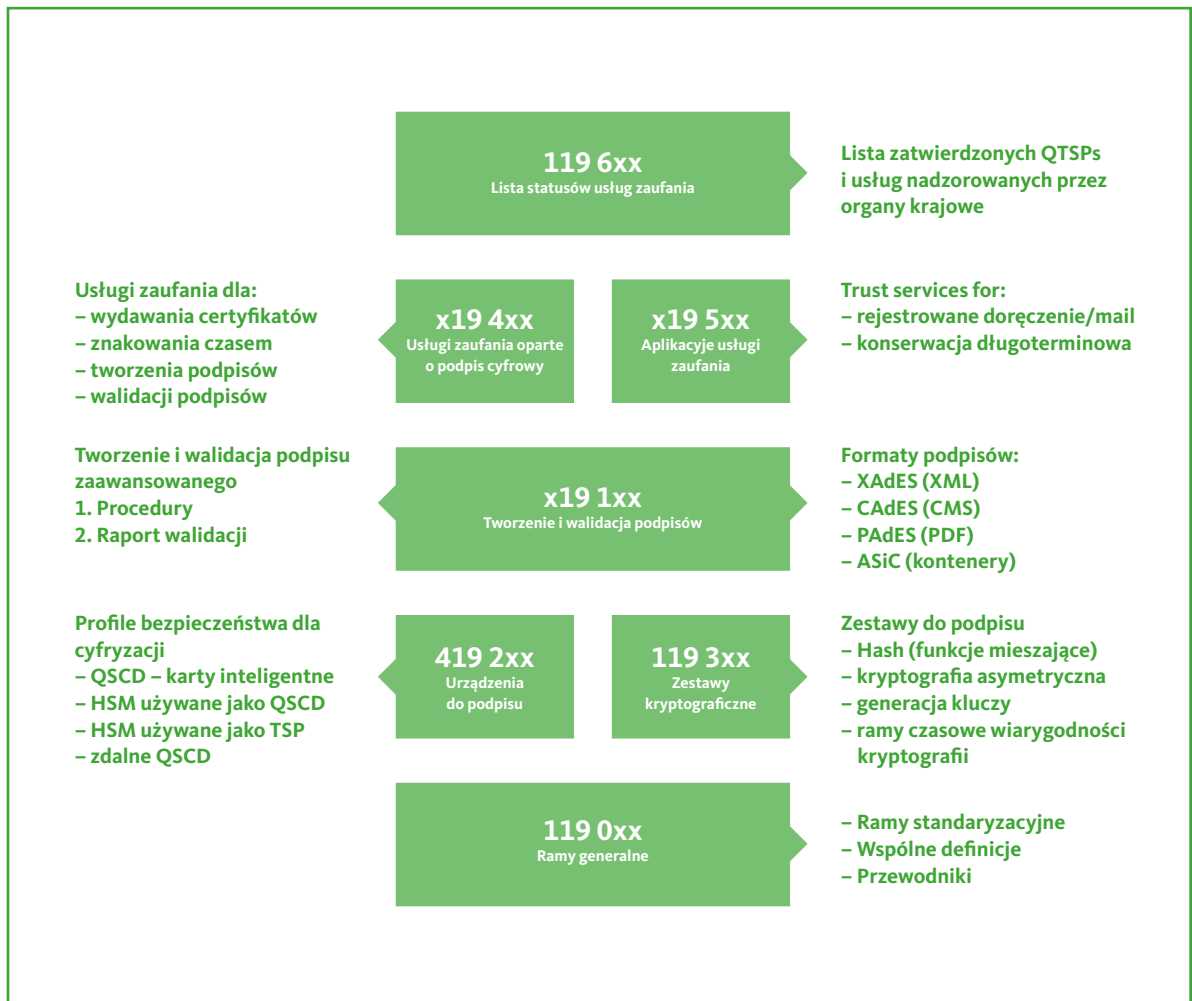 119 6xx
Lista statusów usług zaufania
Lista zatwierdzonych QTSPs
i usług nadzorowanych przez
organy krajowe
Usługi zaufania dla:
– wydawania certyfikatów
– znakowania czasem
– tworzenia podpisów
– walidacji podpisów
x19 4xx
Usługi zaufania oparte
o podpis cyfrowy
x19 5xx
Aplikacyje usługi
zaufania
Trust services for:
– rejestrowane doręczenie/mail
– konserwacja długoterminowa
Tworzenie i walidacja podpisu
zaawansowanego
1. Procedury
2. Raport walidacji
x19 1xx
Tworzenie i walidacja podpisów
Formaty podpisów:
– XAdES (XML)
– CAdES (CMS)
– PAdES (PDF)
– ASiC (kontenery)
Profile bezpieczeństwa dla
cyfryzacji
– QSCD – karty inteligentne
– HSM używane jako QSCD
– HSM używane jako TSP
– zdalne QSCD
419 2xx
Urządzenia
do podpisu
119 3xx
Zestawy
kryptograficzne
Zestawy do podpisu
– Hash (funkcje mieszające)
– kryptografia asymetryczna
– generacja kluczy
– ramy czasowe wiarygodności
kryptografii
119 0xx
Ramy generalne
– Ramy standaryzacyjne
– Wspólne definicje
– Przewodniki